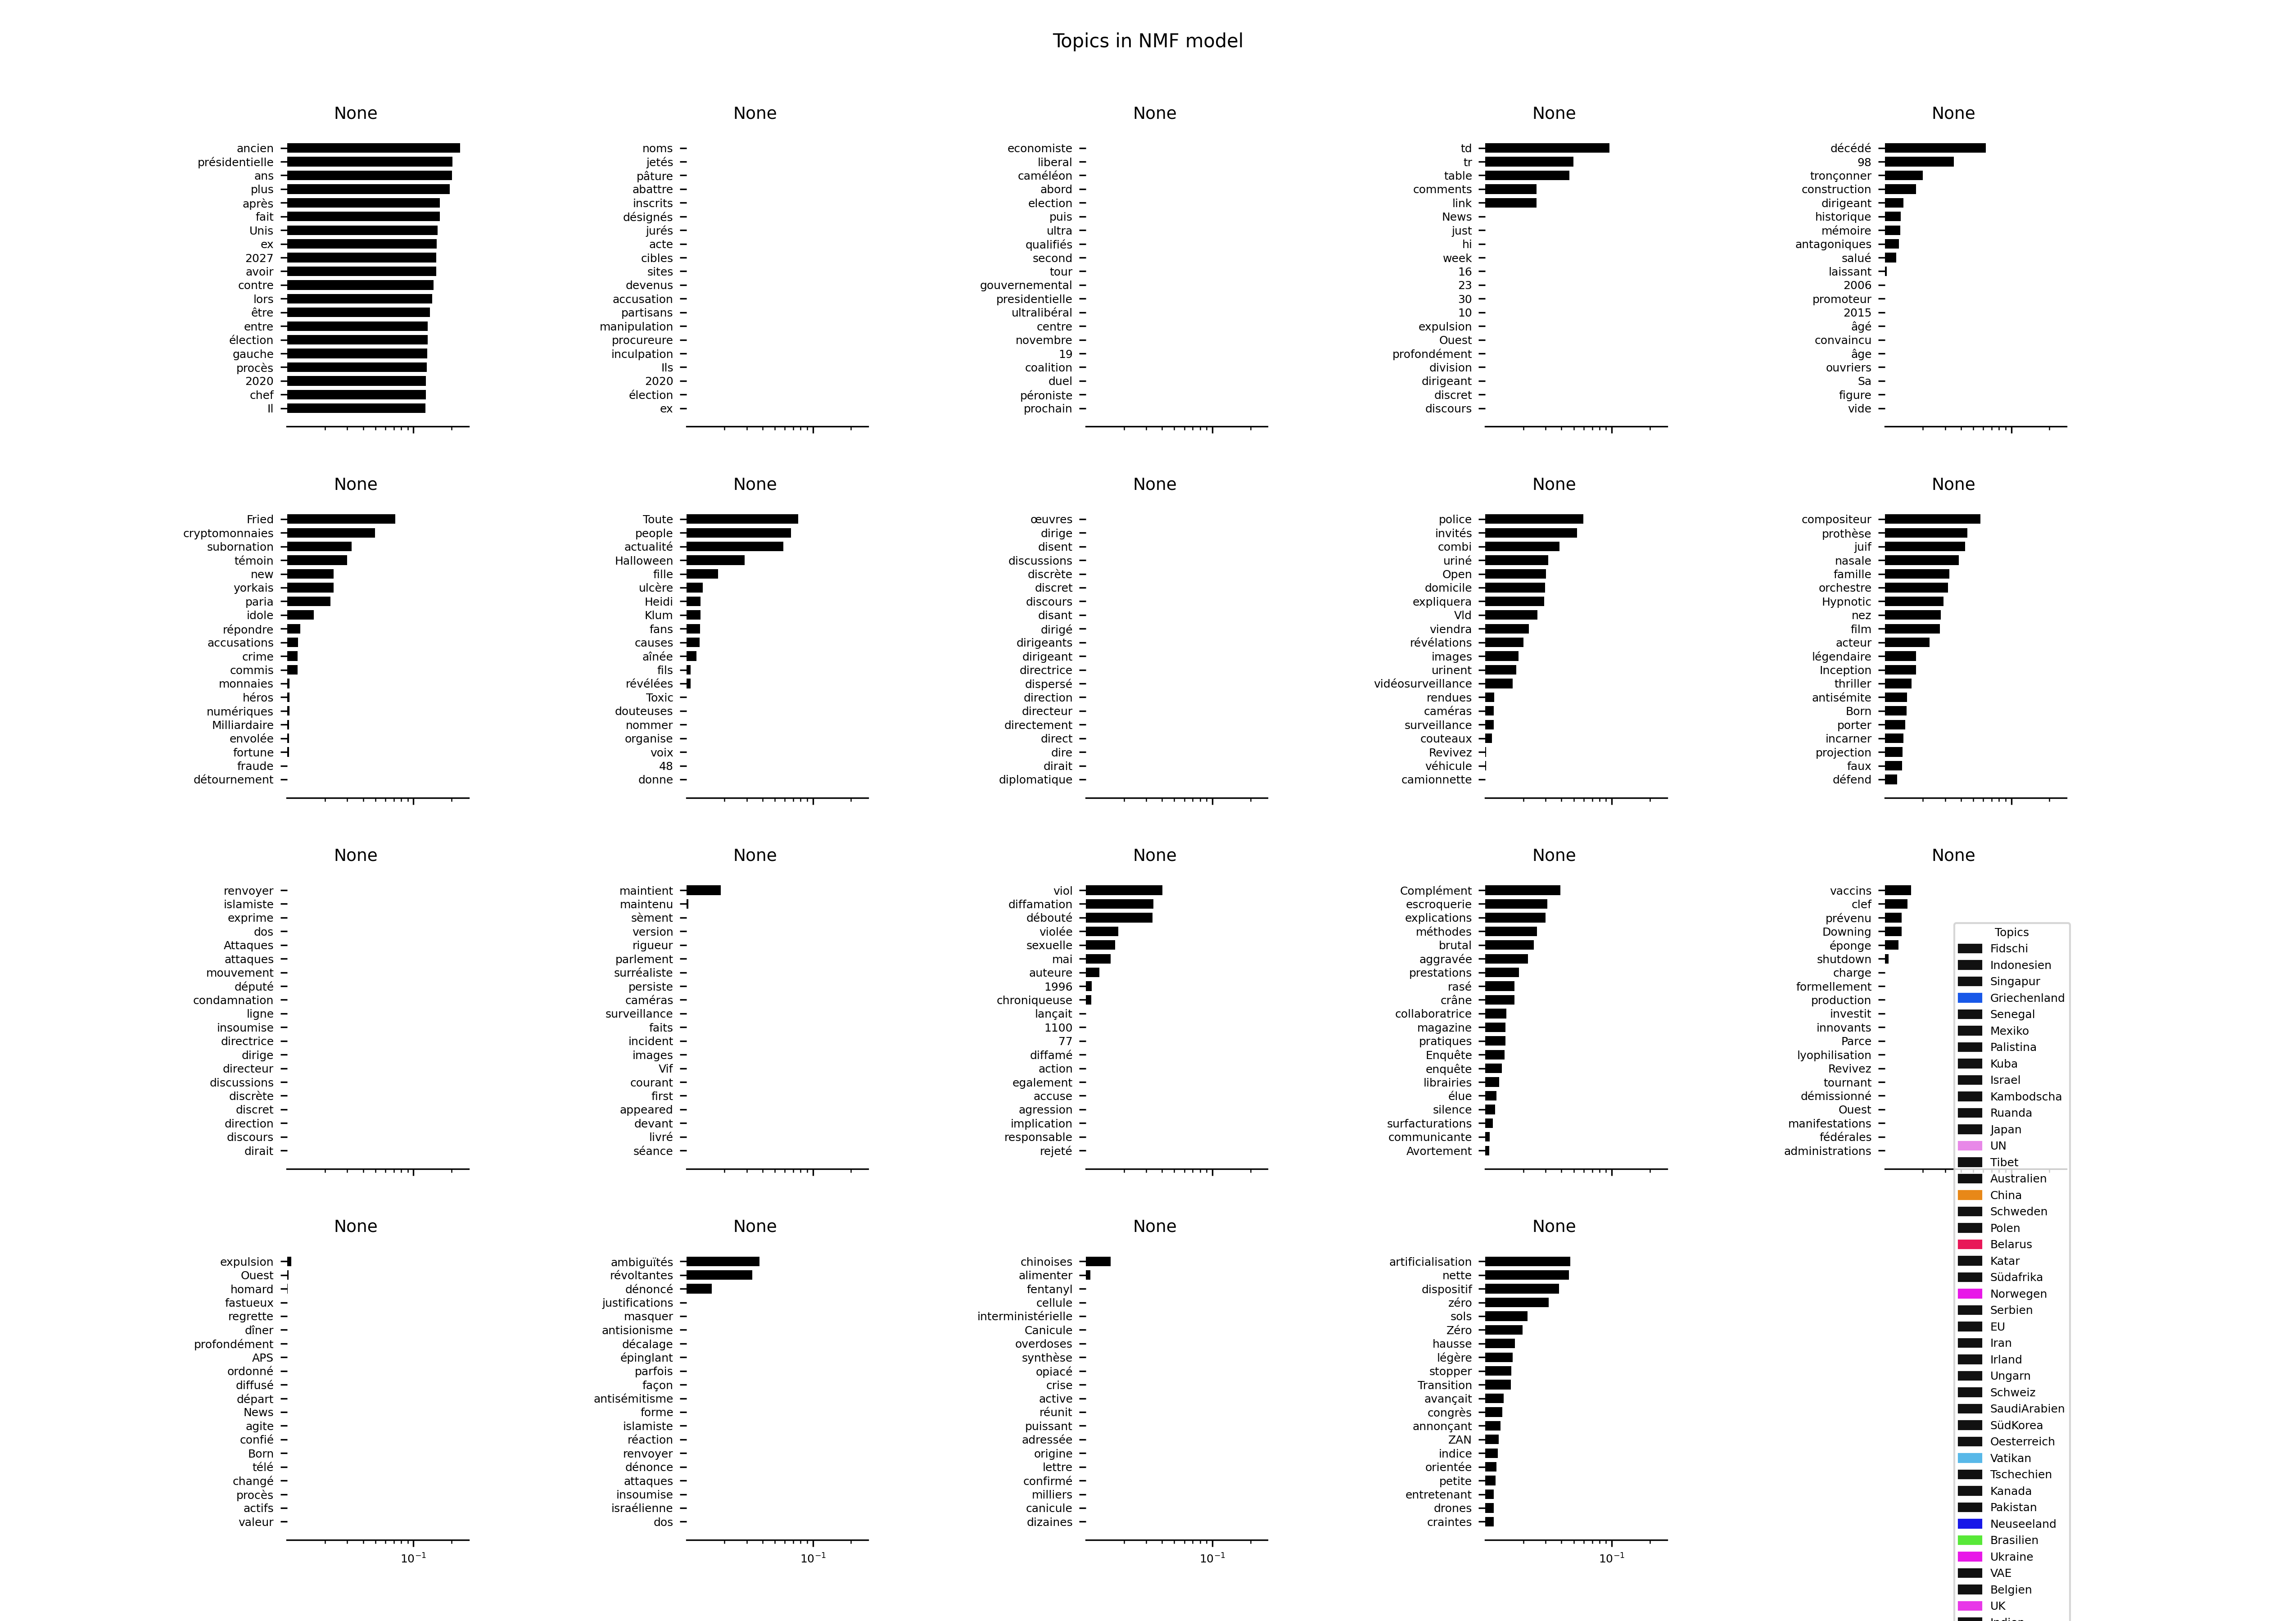 Topics in NMF model
None
ancien
présidentielle
ans
plus
après
fait
Unis
ex
2027
avoir
contre
lors
être
entre
élection
gauche
procès
2020
chef
Il
None
noms
jetés
pâture
abattre
inscrits
désignés
jurés
acte
cibles
sites
devenus
accusation
partisans
manipulation
procureure
inculpation
Ils
2020
élection
ex
None
economiste
liberal
caméléon
abord
election
puis
ultra
qualifiés
second
tour
gouvernemental
presidentielle
ultralibéral
centre
novembre
19
coalition
duel
péroniste
prochain
None
td
tr
table
comments
link
News
just
hi
week
16
23
30
10
expulsion
Ouest
profondément
division
dirigeant
discret
discours
None
décédé
98
tronçonner
construction
dirigeant
historique
mémoire
antagoniques
salué
laissant
2006
promoteur
2015
âgé
convaincu
âge
ouvriers
Sa
figure
vide
None
Fried
cryptomonnaies
subornation
témoin
new
yorkais
paria
idole
répondre
accusations
crime
commis
monnaies
héros
numériques
Milliardaire
envolée
fortune
fraude
détournement
None
Toute
people
actualité
Halloween
fille
ulcère
Heidi
Klum
fans
causes
aînée
fils
révélées
Toxic
douteuses
nommer
organise
voix
48
donne
None
œuvres
dirige
disent
discussions
discrète
discret
discours
disant
dirigé
dirigeants
dirigeant
directrice
dispersé
direction
directeur
directement
direct
dire
dirait
diplomatique
None
police
invités
combi
uriné
Open
domicile
expliquera
Vld
viendra
révélations
images
urinent
vidéosurveillance
rendues
caméras
surveillance
couteaux
Revivez
véhicule
camionnette
None
compositeur
prothèse
juif
nasale
famille
orchestre
Hypnotic
nez
film
acteur
légendaire
Inception
thriller
antisémite
Born
porter
incarner
projection
faux
défend
None
renvoyer
islamiste
exprime
dos
Attaques
attaques
mouvement
député
condamnation
ligne
insoumise
directrice
dirige
directeur
discussions
discrète
discret
direction
discours
dirait
None
maintient
maintenu
sèment
version
rigueur
parlement
surréaliste
persiste
caméras
surveillance
faits
incident
images
Vif
courant
first
appeared
devant
livré
séance
None
viol
diffamation
débouté
violée
sexuelle
mai
auteure
1996
chroniqueuse
lançait
1100
77
diffamé
action
egalement
accuse
agression
implication
responsable
rejeté
None
Complément
escroquerie
explications
méthodes
brutal
aggravée
prestations
rasé
crâne
collaboratrice
magazine
pratiques
Enquête
enquête
librairies
élue
silence
surfacturations
communicante
Avortement
None
vaccins
clef
prévenu
Downing
éponge
shutdown
charge
formellement
production
investit
innovants
Parce
lyophilisation
Revivez
tournant
démissionné
Ouest
manifestations
fédérales
administrations
None
expulsion
Ouest
homard
fastueux
regrette
dîner
profondément
APS
ordonné
diffusé
départ
News
agite
confié
Born
télé
changé
procès
actifs
valeur
10⁻¹
None
ambiguïtés
révoltantes
dénoncé
justifications
masquer
antisionisme
décalage
épinglant
parfois
façon
antisémitisme
forme
islamiste
réaction
renvoyer
dénonce
attaques
insoumise
israélienne
dos
10⁻¹
None
chinoises
alimenter
fentanyl
cellule
interministérielle
Canicule
overdoses
synthèse
opiacé
crise
active
réunit
puissant
adressée
origine
lettre
confirmé
milliers
canicule
dizaines
10⁻¹
None
artificialisation
nette
dispositif
zéro
sols
Zéro
hausse
légère
stopper
Transition
avançait
congrès
annonçant
ZAN
indice
orientée
petite
entretenant
drones
craintes
10⁻¹
Topics
Fidschi
Indonesien
Singapur
Griechenland
Senegal
Mexiko
Palistina
Kuba
Israel
Kambodscha
Ruanda
Japan
UN
Tibet
Australien
China
Schweden
Polen
Belarus
Katar
Südafrika
Norwegen
Serbien
EU
Iran
Irland
Ungarn
Schweiz
SaudiArabien
SüdKorea
Oesterreich
Vatikan
Tschechien
Kanada
Pakistan
Neuseeland
Brasilien
Ukraine
VAE
Belgien
UK